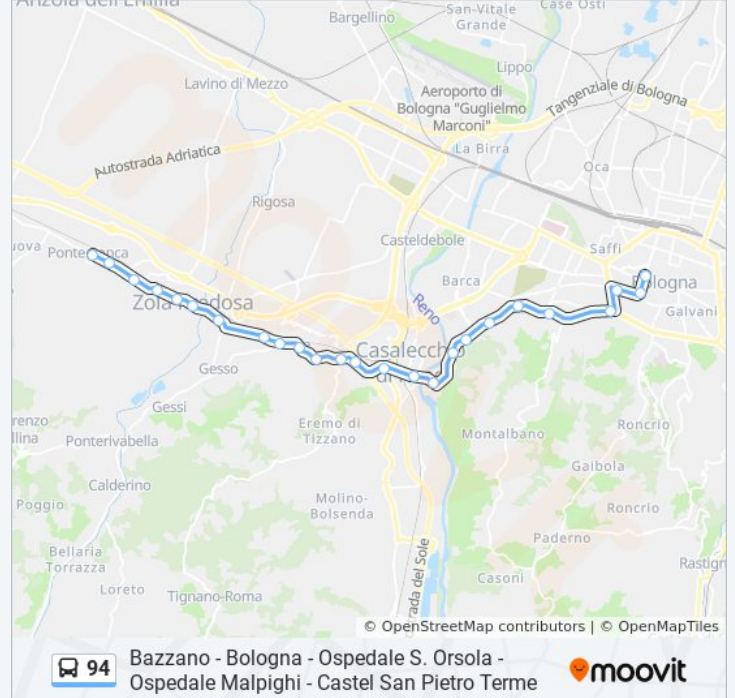 Anzola dell'Emilia
Bargellino
San-Vitale
Grande
Case Osti
Lippo
Lavino di Mezzo
Aeroporto di
Bologna "Guglielmo
Marconi"
Tangenziale di Bologna
La Birra
Autostrada Adriatica
Oca
Rigosa
Casteldebole
Saffi
Barca
Bologna
Reno
Galvani
Zola Predosa
Casalecchio
Gesso
Gessi
Eremo di
Tizzano
Ponterivabella
Montalbano
Roncrio
Gaibola
Calderino
Molino-
Bolsenda
Roncrio
Poggio
Paderno
Bellaria
Torrazza
Casoni
Loreto
Tignano-Roma
© OpenStreetMap contributors | © OpenMapTiles
94
Bazzano - Bologna - Ospedale S. Orsola -
Ospedale Malpighi - Castel San Pietro Terme
moovit